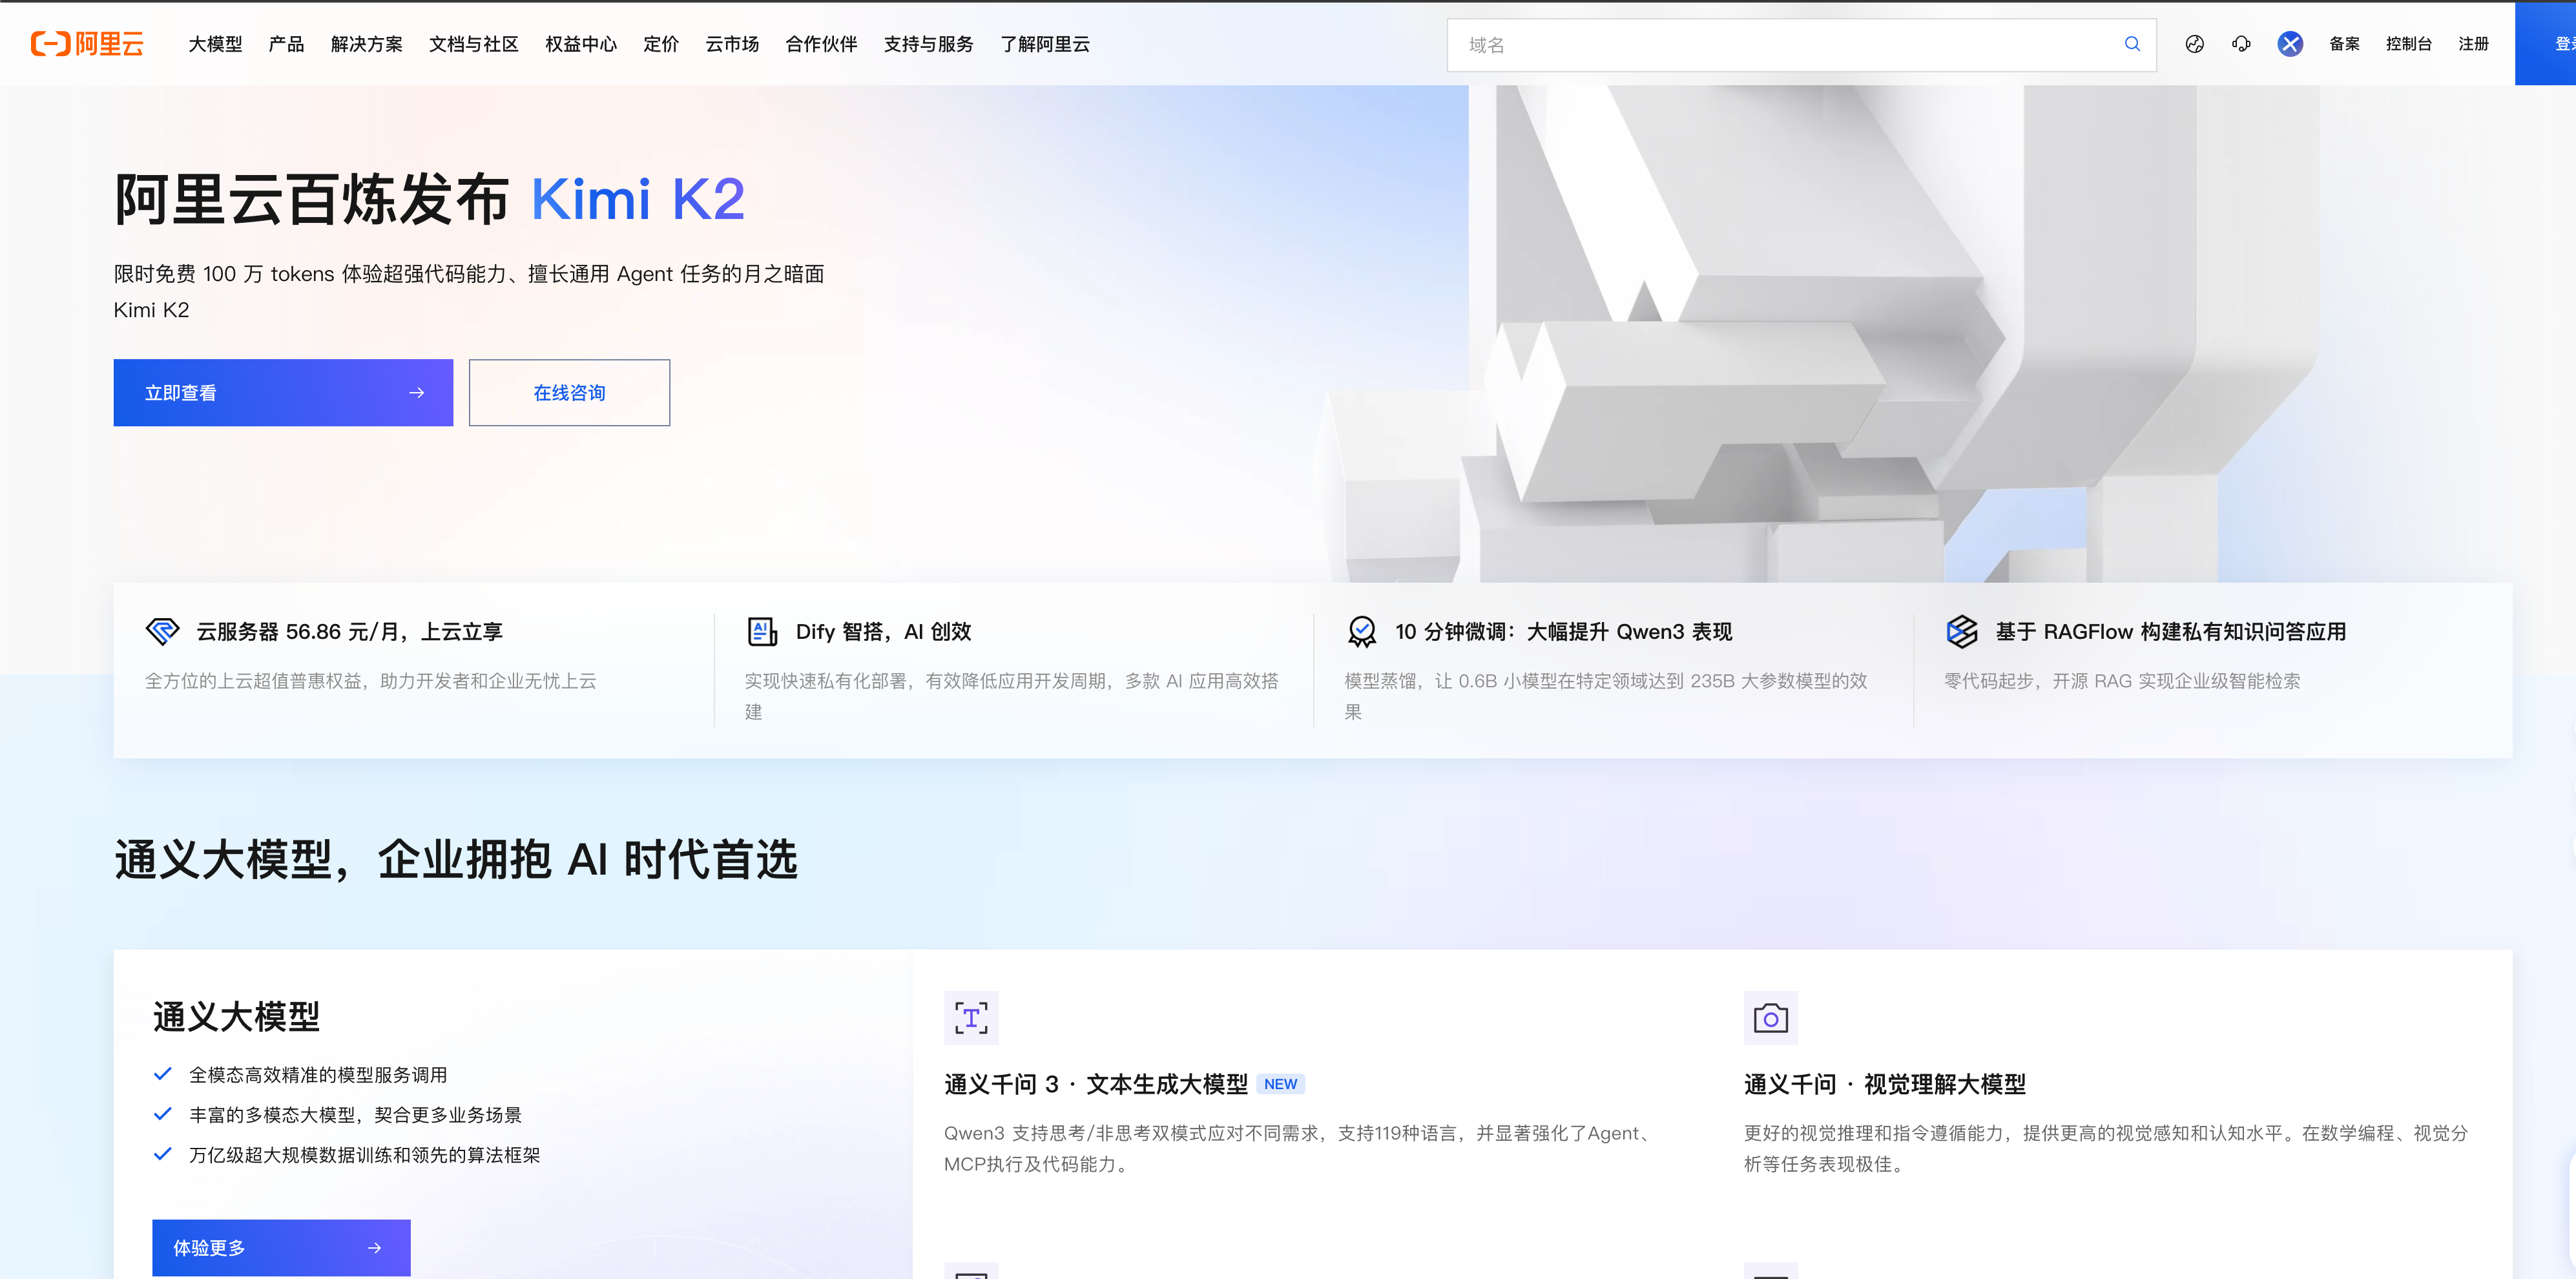 阿里云
大模型 产品 解决方案 文档与社区 权益中心 定价 云市场 合作伙伴 支持与服务 了解阿里云
域名
备案 控制台 注册
阿里云百炼发布 Kimi K2
限时免费 100 万 tokens 体验超强代码能力、擅长通用 Agent 任务的月之暗面
Kimi K2
立即查看
在线咨询
云服务器 56.86 元/月，上云立享
全方位的上云超值普惠权益，助力开发者和企业无忧上云
Dify 智搭，AI 创效
实现快速私有化部署，有效降低应用开发周期，多款 AI 应用高效搭
建
10 分钟微调：大幅提升 Qwen3 表现
模型蒸馏，让 0.6B 小模型在特定领域达到 235B 大参数模型的效
果
基于 RAGFlow 构建私有知识问答应用
零代码起步，开源 RAG 实现企业级智能检索
通义大模型，企业拥抱 AI 时代首选
通义大模型
全模态高效精准的模型服务调用
丰富的多模态大模型，契合更多业务场景
万亿级超大规模数据训练和领先的算法框架
体验更多
通义千问 3 · 文本生成大模型 NEW
Qwen3 支持思考/非思考双模式应对不同需求，支持119种语言，并显著强化了Agent、
MCP执行及代码能力。
通义千问 · 视觉理解大模型
更好的视觉推理和指令遵循能力，提供更高的视觉感知和认知水平。在数学编程、视觉分
析等任务表现极佳。